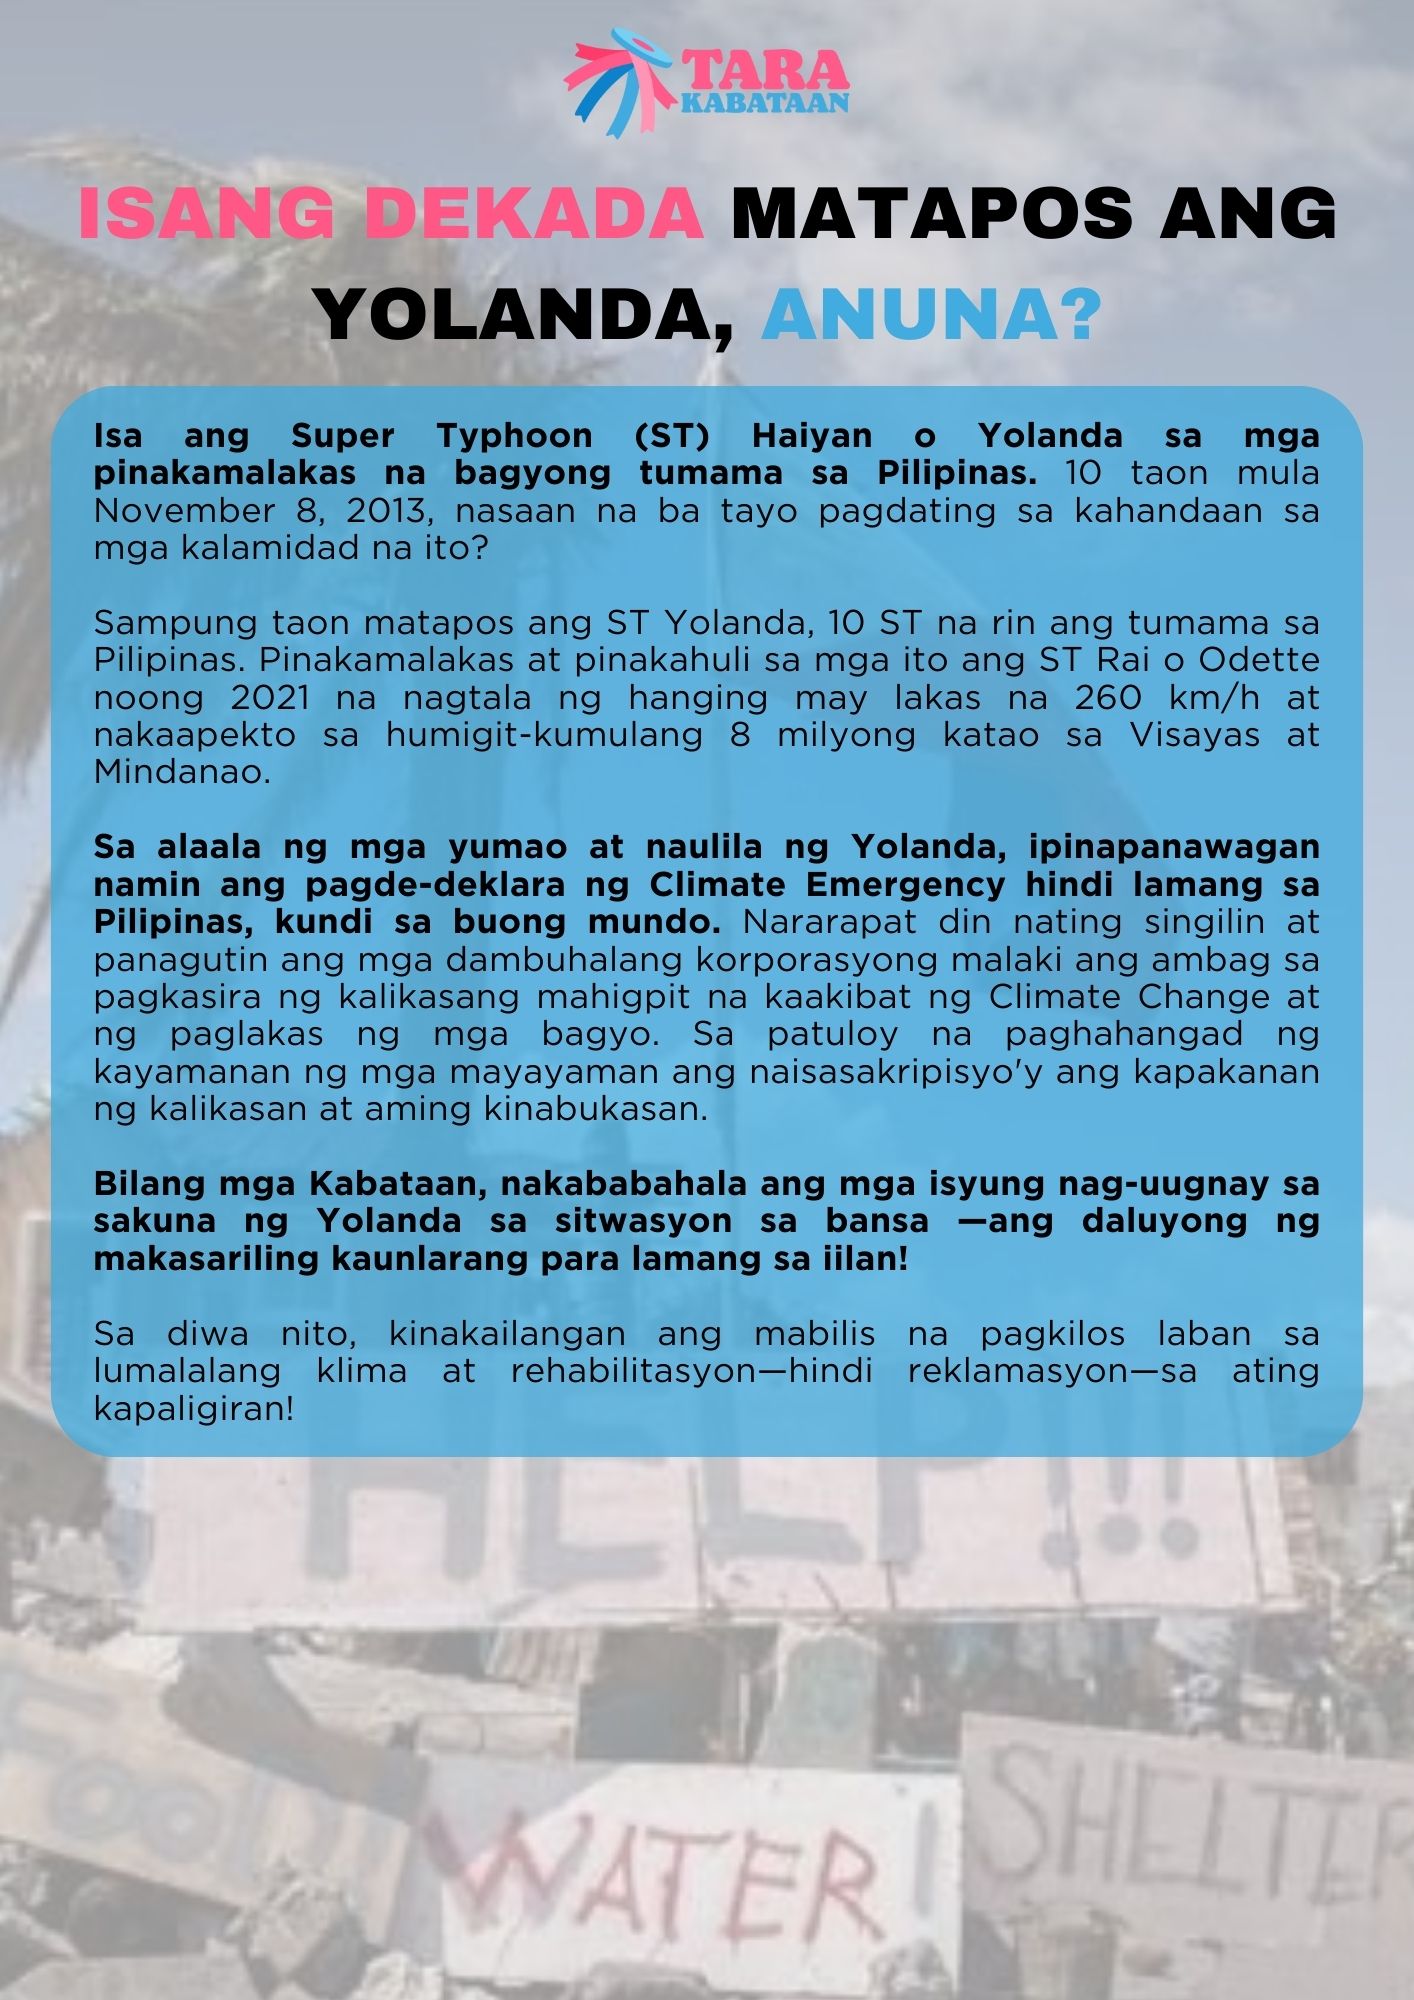 TARA
KABATAAN
ISANG DEKADA MATAPOS ANG
YOLANDA, ANUNA?
Isa ang Super Typhoon (ST) Haiyan o Yolanda sa mga
pinakamalakas na bagyong tumama sa Pilipinas. 10 taon mula
November 8, 2013, nasaan na ba tayo pagdating sa kahandaan sa
mga kalamidad na ito?
Sampung taon matapos ang ST Yolanda, 10 ST na rin ang tumama sa
Pilipinas. Pinakamalakas at pinakahuli sa mga ito ang ST Rai o Odette
noong 2021 na nagtala ng hanging may lakas na 260 km/h at
nakaapekto sa humigit-kumulang 8 milyong katao sa Visayas at
Mindanao.
Sa alaala ng mga yumao at naulila ng Yolanda, ipinapanawagan
namin ang pagde-deklara ng Climate Emergency hindi lamang sa
Pilipinas, kundi sa buong mundo. Nararapat din nating singilin at
panagutin ang mga dambuhalang korporasyong malaki ang ambag sa
pagkasira ng kalikasang mahigpit na kaakibat ng Climate Change at
ng paglakas ng mga bagyo. Sa patuloy na paghahangad ng
kayamanan ng mga mayayaman ang naisasakripisyo'y ang kapakanan
ng kalikasan at aming kinabukasan.
Bilang mga Kabataan, nakababahala ang mga isyung nag-uugnay sa
sakuna ng Yolanda sa sitwasyon sa bansa —ang daluyong ng
makasariling kaunlarang para lamang sa iilan!
Sa diwa nito, kinakailangan ang mabilis na pagkilos laban sa
lumalalang klima at rehabilitasyon—hindi reklamasyon—sa ating
kapaligiran!
HELP!!!
FOOD
WATER
SHELTER